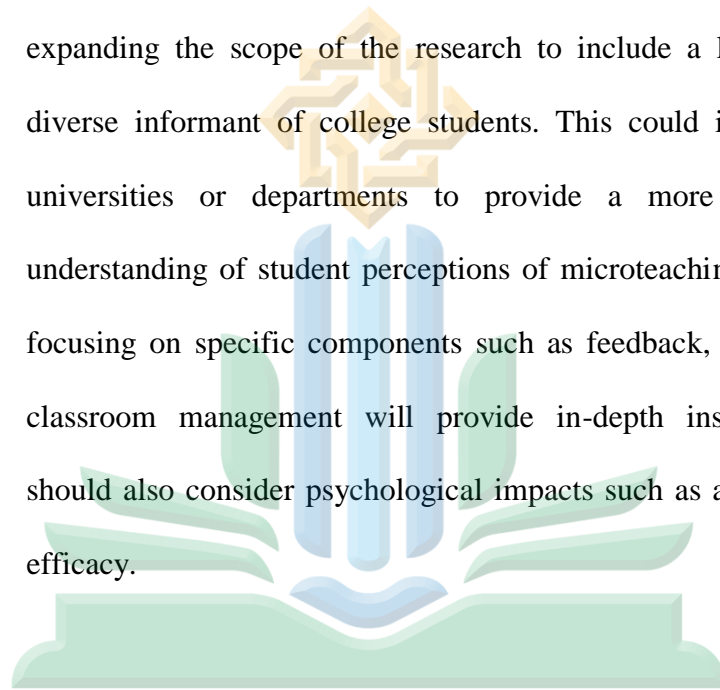 expanding the scope of the research to include a
diverse informant of college students. This could
universities or departments to provide a more
understanding of student perceptions of
focusing on specific components such as feedback,
classroom management will provide in-depth
should also consider psychological impacts such as
efficacy.